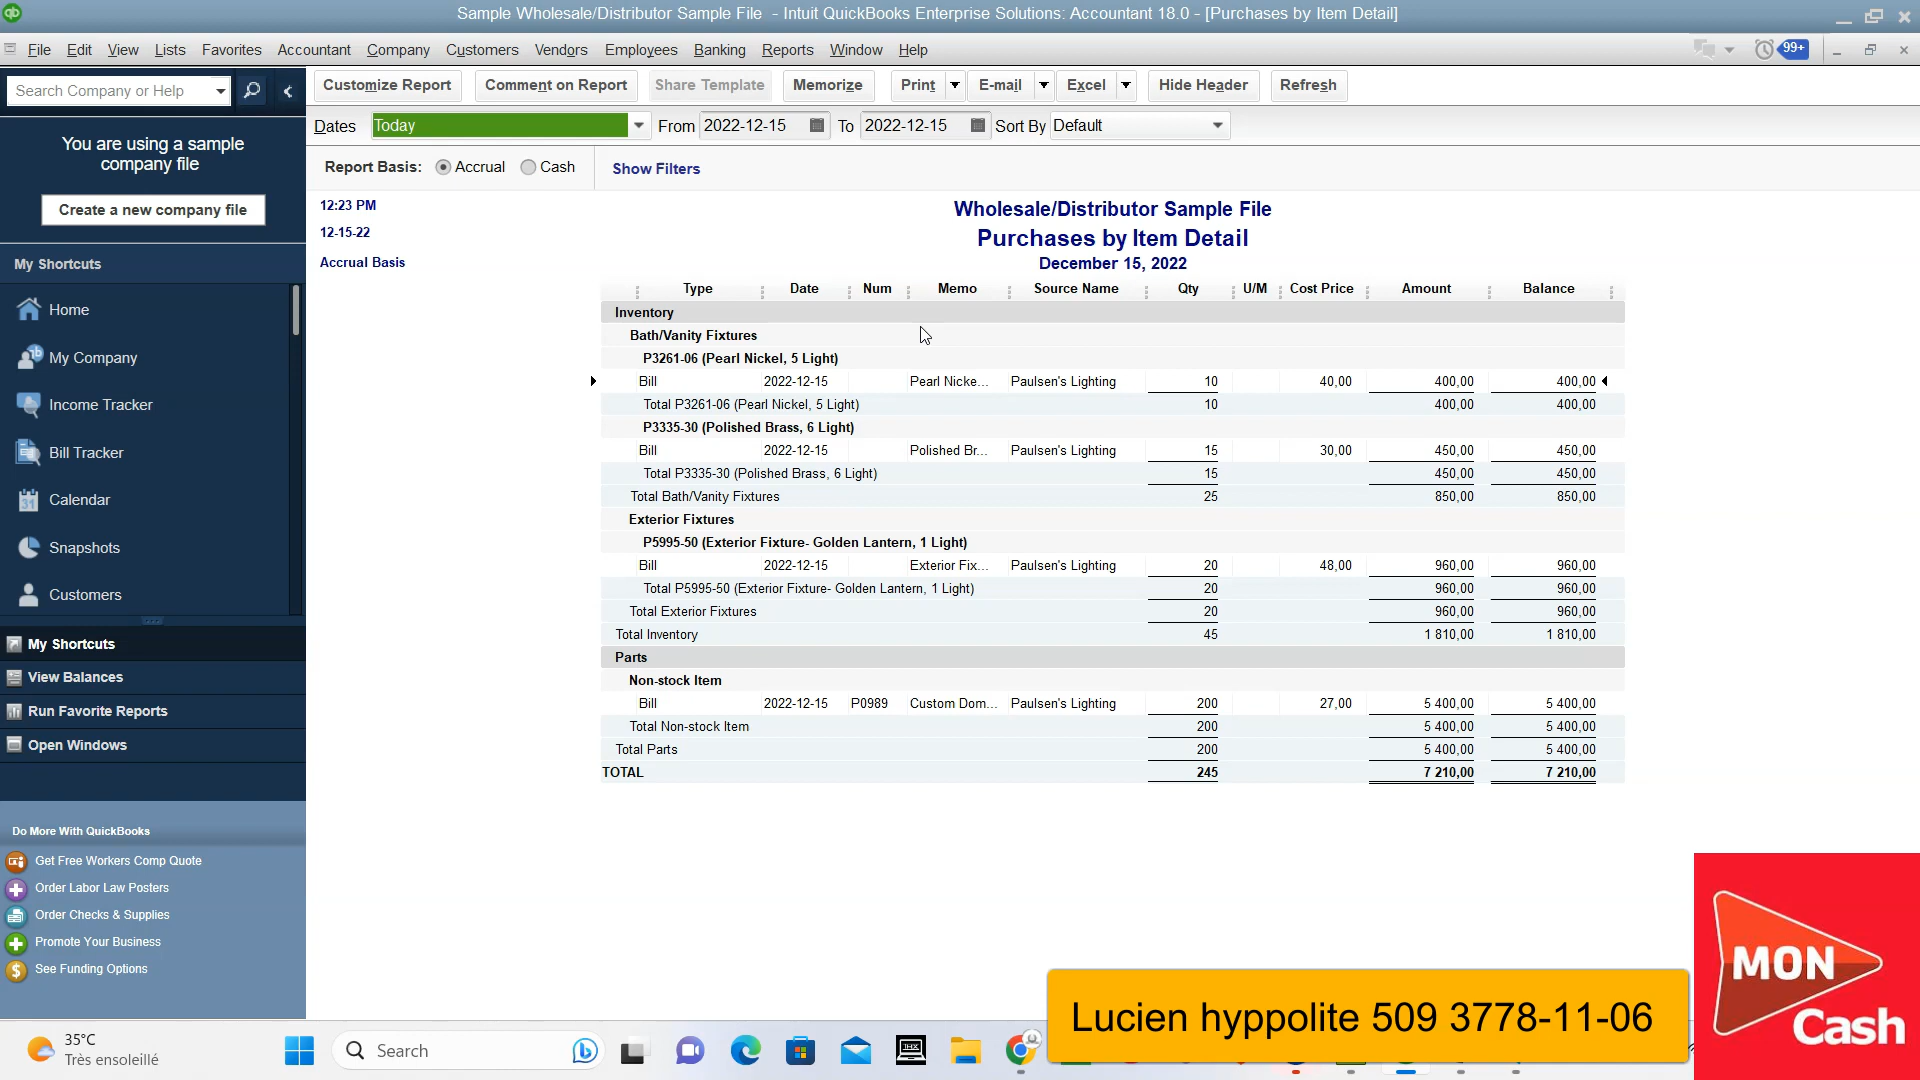 Sample Wholesale/Distributor Sample File - Intuit QuickBooks Enterprise Solutions: Accountant 18.0 - [Purchases by Item Detail]
File Edit View Lists Favorites Accountant Company Customers Vendors Employees Banking Reports Window Help
99+
Search Company or Help
Customize Report Comment on Report Share Template Memorize Print E-mail Excel Hide Header Refresh
Dates Today From 2022-12-15 To 2022-12-15 Sort By Default
Report Basis: Accrual Cash Show Filters
You are using a sample
company file
Create a new company file
My Shortcuts
Home
My Company
Income Tracker
Bill Tracker
Calendar
Snapshots
Customers
My Shortcuts
View Balances
Run Favorite Reports
Open Windows
Do More With QuickBooks
Get Free Workers Comp Quote
Order Labor Law Posters
Order Checks & Supplies
Promote Your Business
See Funding Options
12:23 PM
12-15-22
Accrual Basis
Wholesale/Distributor Sample File
Purchases by Item Detail
December 15, 2022
Type Date Num Memo Source Name Qty U/M Cost Price Amount Balance
Inventory
Bath/Vanity Fixtures
P3261-06 (Pearl Nickel, 5 Light)
Bill 2022-12-15 Pearl Nicke... Paulsen's Lighting 10 40,00 400,00 400,00
Total P3261-06 (Pearl Nickel, 5 Light) 10 400,00 400,00
P3335-30 (Polished Brass, 6 Light)
Bill 2022-12-15 Polished Br... Paulsen's Lighting 15 30,00 450,00 450,00
Total P3335-30 (Polished Brass, 6 Light) 15 450,00 450,00
Total Bath/Vanity Fixtures 25 850,00 850,00
Exterior Fixtures
P5995-50 (Exterior Fixture- Golden Lantern, 1 Light)
Bill 2022-12-15 Exterior Fix... Paulsen's Lighting 20 48,00 960,00 960,00
Total P5995-50 (Exterior Fixture- Golden Lantern, 1 Light) 20 960,00 960,00
Total Exterior Fixtures 20 960,00 960,00
Total Inventory 45 1 810,00 1 810,00
Parts
Non-stock Item
Bill 2022-12-15 P0989 Custom Dom... Paulsen's Lighting 200 27,00 5 400,00 5 400,00
Total Non-stock Item 200 5 400,00 5 400,00
Total Parts 200 5 400,00 5 400,00
TOTAL 245 7 210,00 7 210,00
MON
Cash
Lucien hyppolite 509 3778-11-06
35°C
Très ensoleillé
Search